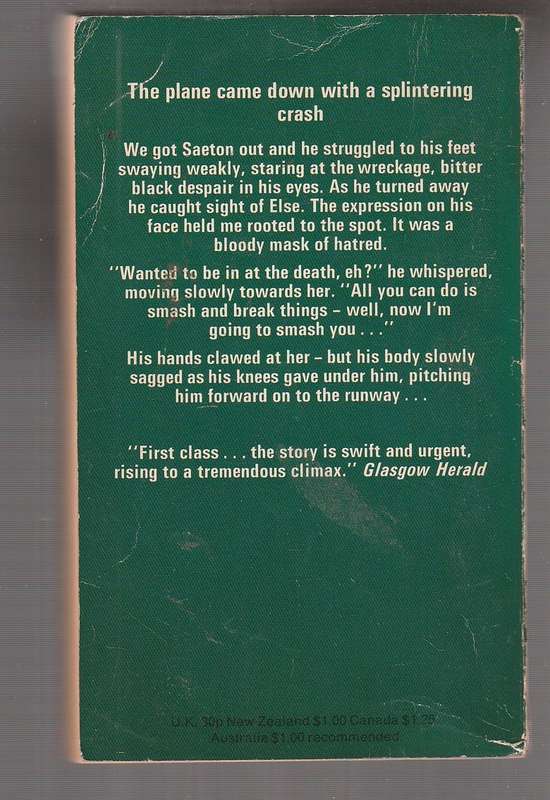 The plane came down with a splintering
crash
We got Saeton out and he struggled to his feet
swaying weakly, staring at the wreckage, bitter
black despair in his eyes. As he turned away
he caught sight of Else. The expression on his
face held me rooted to the spot. It was a
bloody mask of hatred.
"Wanted to be in at the death, eh?" he whispered,
moving slowly towards her. "All you can do is
smash and break things – well, now I'm
going to smash you . . ."
His hands clawed at her – but his body slowly
sagged as his knees gave under him, pitching
him forward on to the runway . . .
"First class . . . the story is swift and urgent,
rising to a tremendous climax." Glasgow Herald
U.K. 30p New Zealand $1.00 Canada $1.25
Australia $1.00 recommended